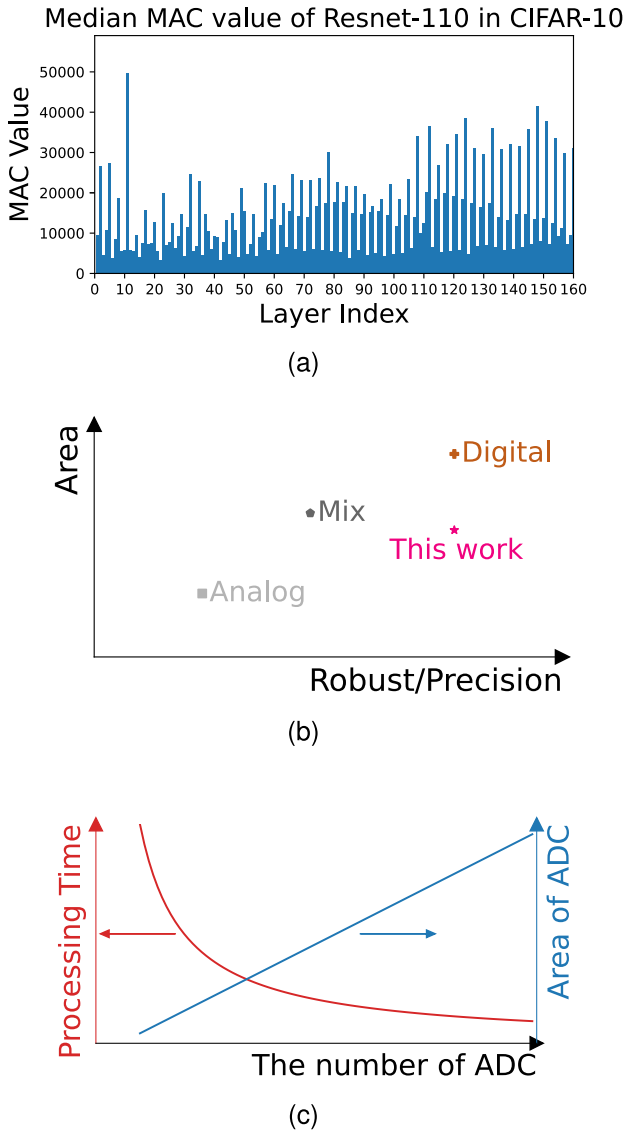 Median MAC value of Resnet-110 in CIFAR-10
MAC Value
50000
40000
30000
20000
10000
0
0 10 20 30 40 50 60 70 80 90 100 110 120 130 140 150 160
Layer Index
(a)
Area
Digital
Mix
This work
Analog
Robust/Precision
(b)
Processing Time
Area of ADC
The number of ADC
(c)